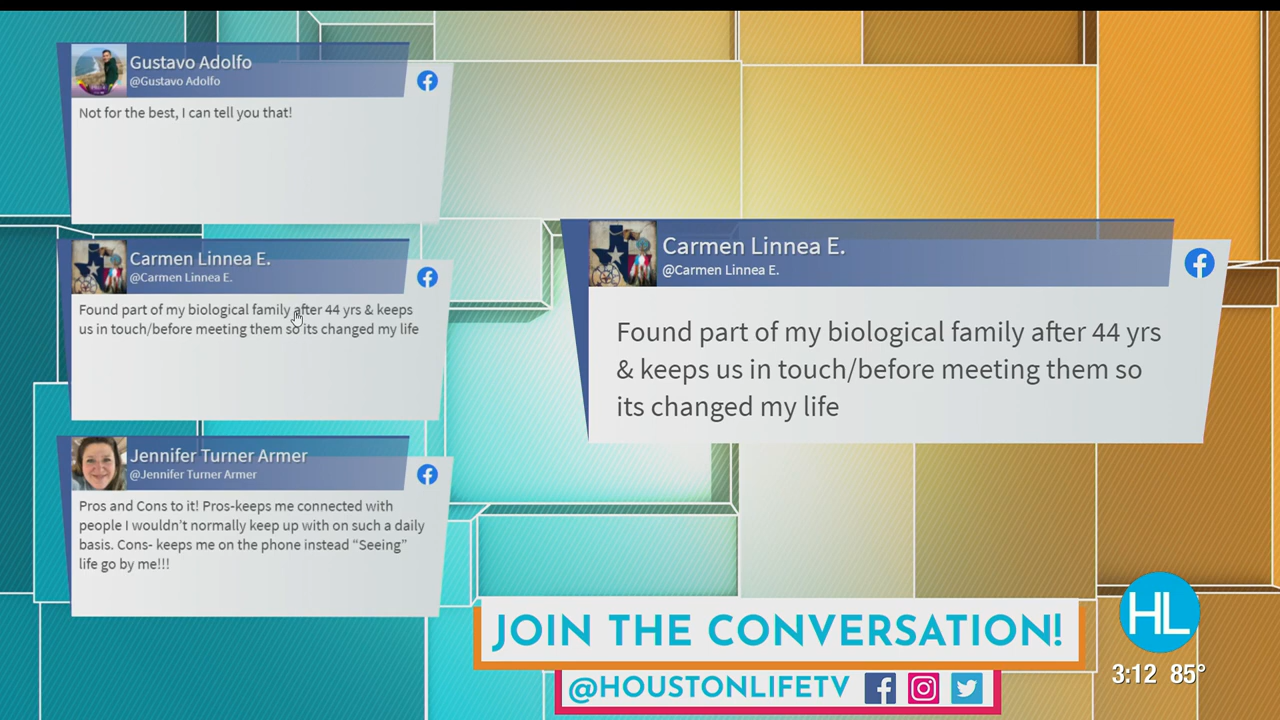 Gustavo Adolfo
@Gustavo Adolfo
Not for the best, I can tell you that!
Carmen Linnea E.
@Carmen Linnea E.
Found part of my biological family after 44 yrs & keeps
us in touch/before meeting them so its changed my life
Jennifer Turner Armer
@Jennifer Turner Armer
Pros and Cons to it! Pros-keeps me connected with
people I wouldn't normally keep up with on such a daily
basis. Cons- keeps me on the phone instead “Seeing”
life go by me!!!
Carmen Linnea E.
@Carmen Linnea E.
Found part of my biological family after 44 yrs
& keeps us in touch/before meeting them so
its changed my life
JOIN THE CONVERSATION!
@HOUSTONLIFETV
HL
3:12 85°